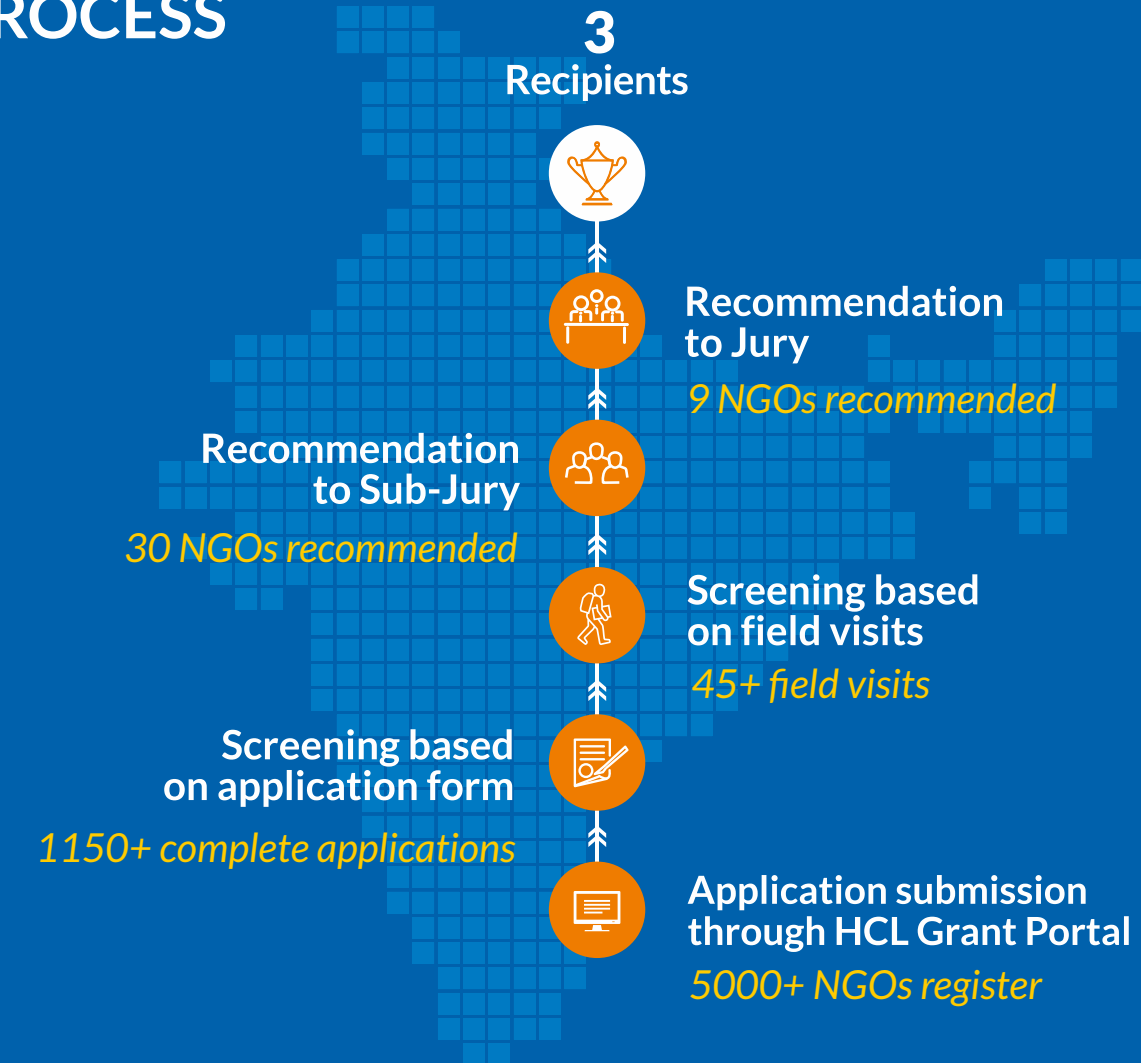 ROCESS
3
Recipients
Recommendation
to Jury
9 NGOs recommended
Recommendation
to Sub-Jury
30 NGOs recommended
Screening based
on field visits
45+ field visits
Screening based
on application form
1150+ complete applications
Application submission
through HCL Grant Portal
5000+ NGOs register